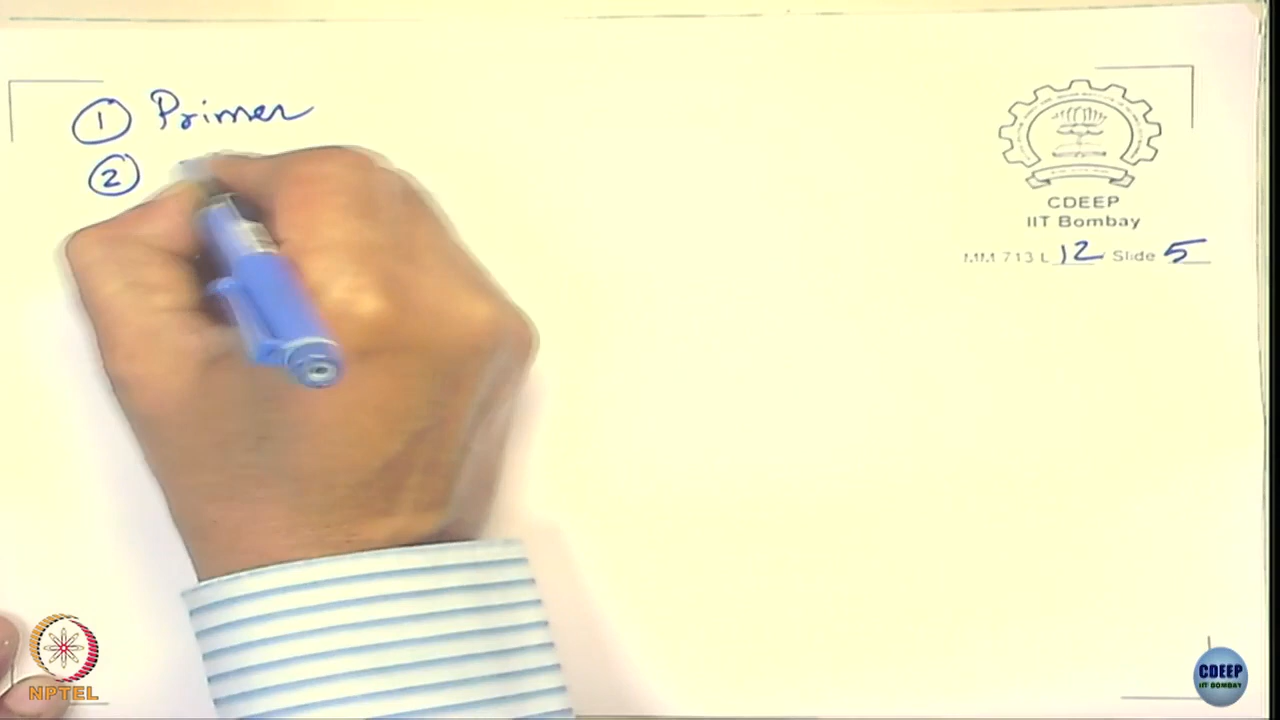 ① Primer
②
CDEEP
IIT Bombay
MM 713 L 12 / Slide 5
NPTEL
CDEEP
IIT BOMBAY